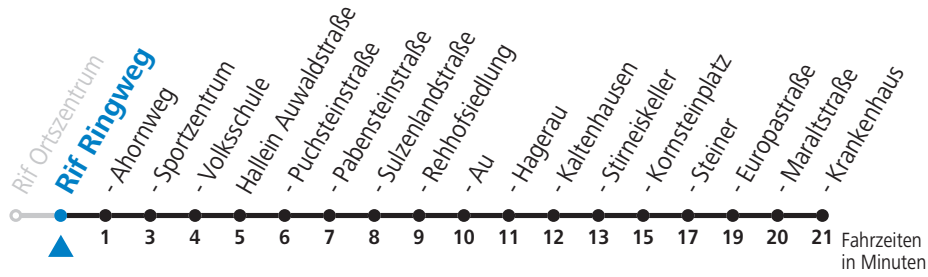 Rif Ortszentrum
Rif Ringweg
- Ahornweg
- Sportzentrum
- Volksschule
Hallein Auwaldstraße
- Puchsteinstraße
- Pabensteinstraße
- Sulzenlandstraße
- Rehhofsiedlung
- Au
- Hagerau
- Kaltenhausen
- Stirneiskeller
- Kornsteinplatz
- Steiner
- Europastraße
- Maraltstraße
- Krankenhaus
1 3 4 5 6 7 8 9 10 11 12 13 15 17 19 20 21 Fahrzeiten
in Minuten